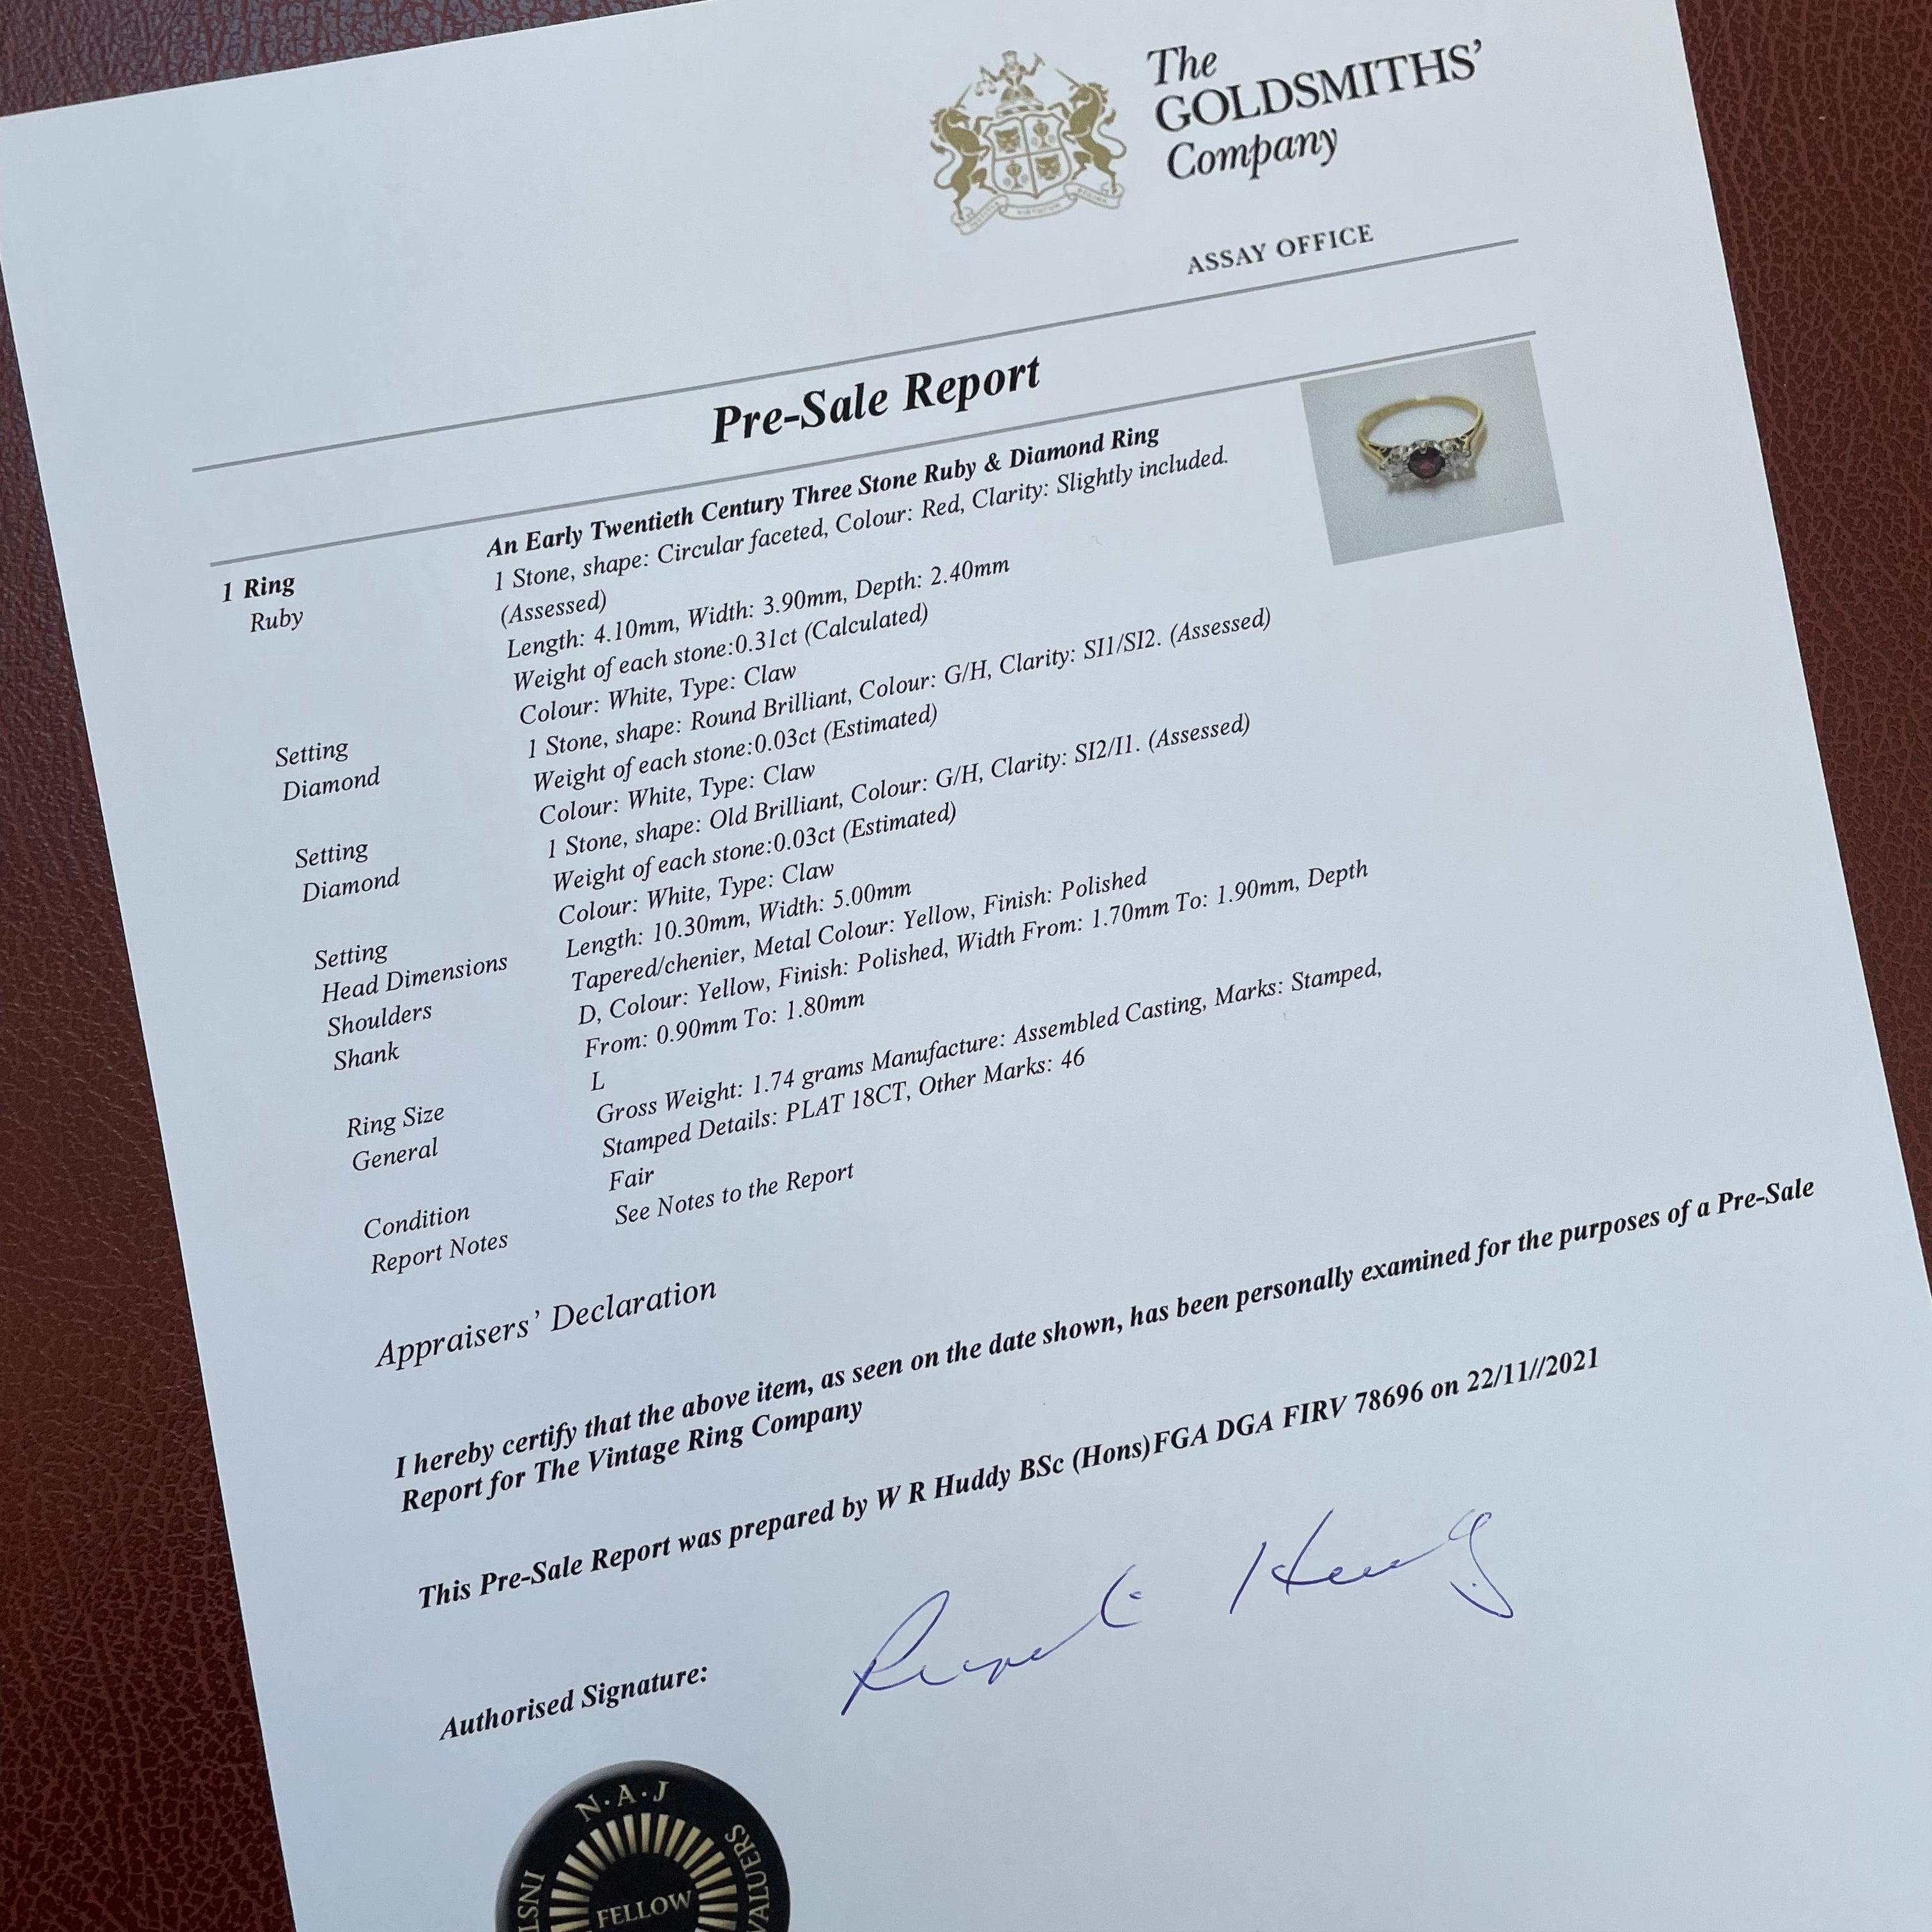 The
GOLDSMITHS'
Company
ASSAY OFFICE
Pre-Sale Report
1 Ring An Early Twentieth Century Three Stone Ruby & Diamond Ring
Ruby 1 Stone, shape: Circular faceted, Colour: Red, Clarity: Slightly included.
(Assessed)
Length: 4.10mm, Width: 3.90mm, Depth: 2.40mm
Weight of each stone:0.31ct (Calculated)
Setting Colour: White, Type: Claw
Diamond 1 Stone, shape: Round Brilliant, Colour: G/H, Clarity: SI1/SI2. (Assessed)
Weight of each stone:0.03ct (Estimated)
Setting Colour: White, Type: Claw
Diamond 1 Stone, shape: Old Brilliant, Colour: G/H, Clarity: SI2/I1. (Assessed)
Weight of each stone:0.03ct (Estimated)
Setting Colour: White, Type: Claw
Head Dimensions Length: 10.30mm, Width: 5.00mm
Shoulders Tapered/chenier, Metal Colour: Yellow, Finish: Polished
Shank D, Colour: Yellow, Finish: Polished, Width From: 1.70mm To: 1.90mm, Depth
From: 0.90mm To: 1.80mm
Ring Size L
General Gross Weight: 1.74 grams Manufacture: Assembled Casting, Marks: Stamped,
Stamped Details: PLAT 18CT, Other Marks: 46
Condition Fair
Report Notes See Notes to the Report
Appraisers' Declaration
I hereby certify that the above item, as seen on the date shown, has been personally examined for the purposes of a Pre-Sale
Report for The Vintage Ring Company
This Pre-Sale Report was prepared by W R Huddy BSc (Hons)FGA DGA FIRV 78696 on 22/11//2021
Authorised Signature:
N·A·J
INST
VALUERS
FELLOW